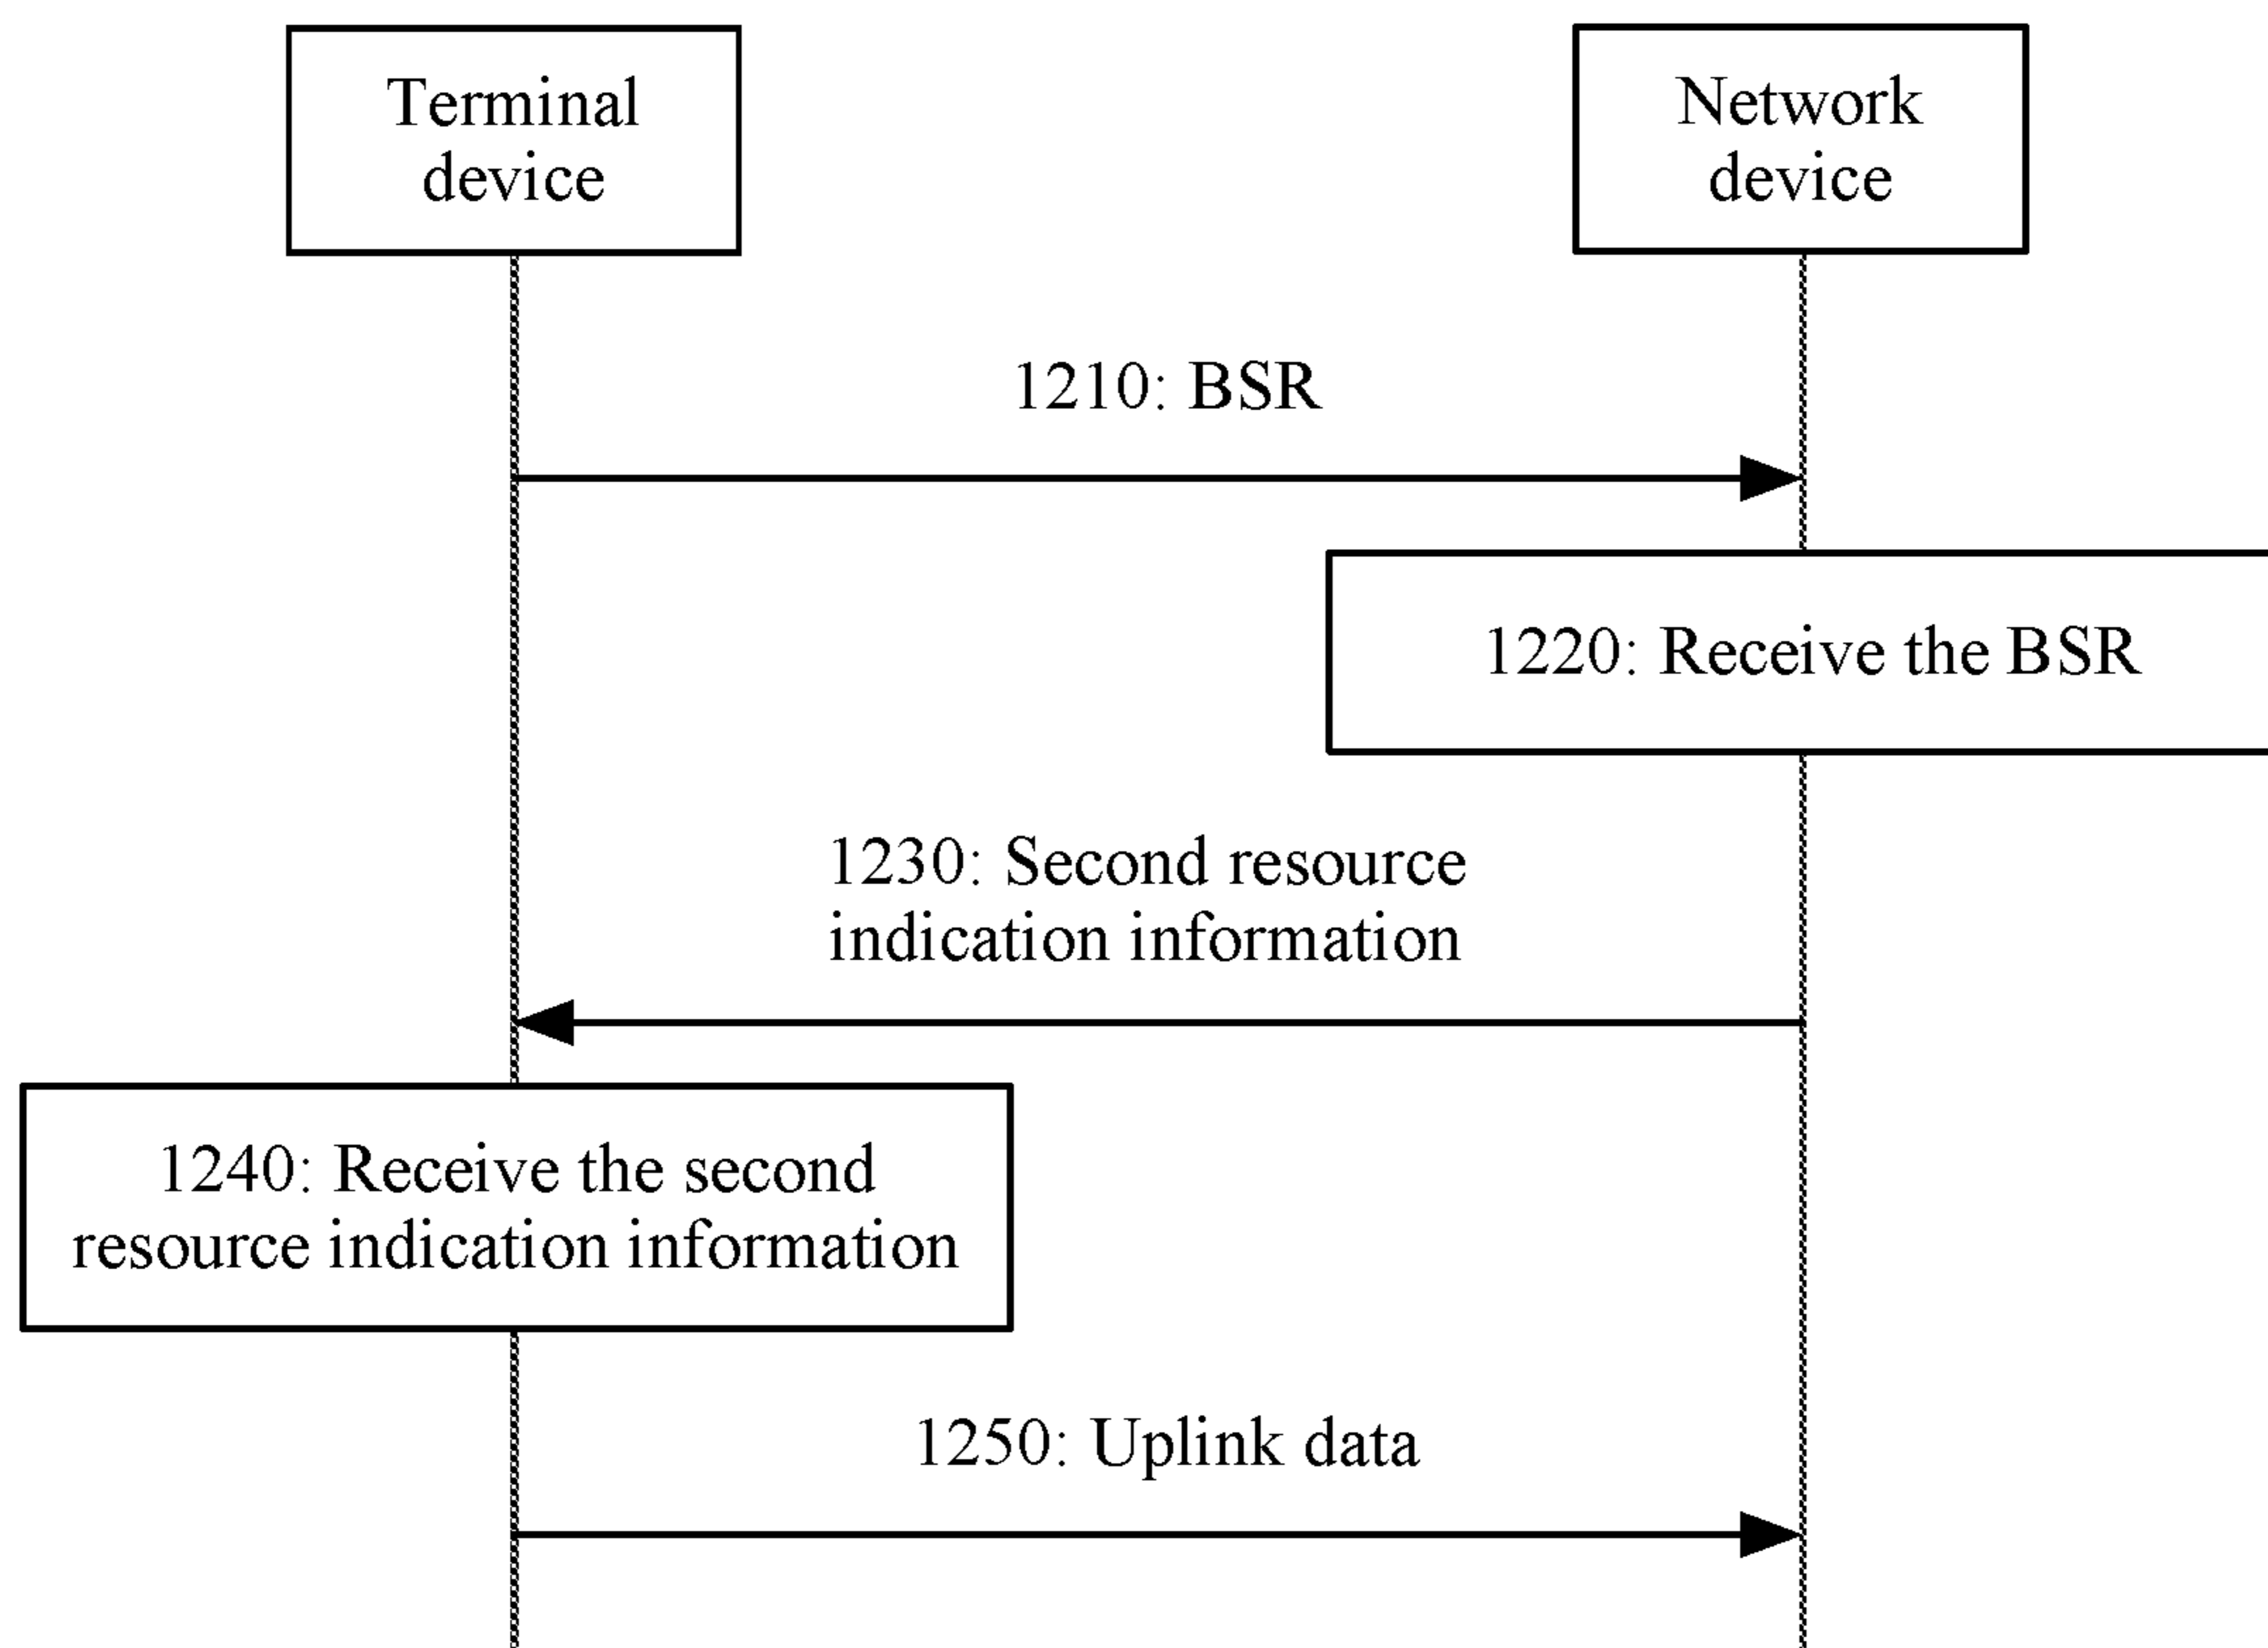 Terminal
device
Network
device
1210: BSR
1220: Receive the BSR
1230: Second resource
indication information
1240: Receive the second
resource indication information
1250: Uplink data